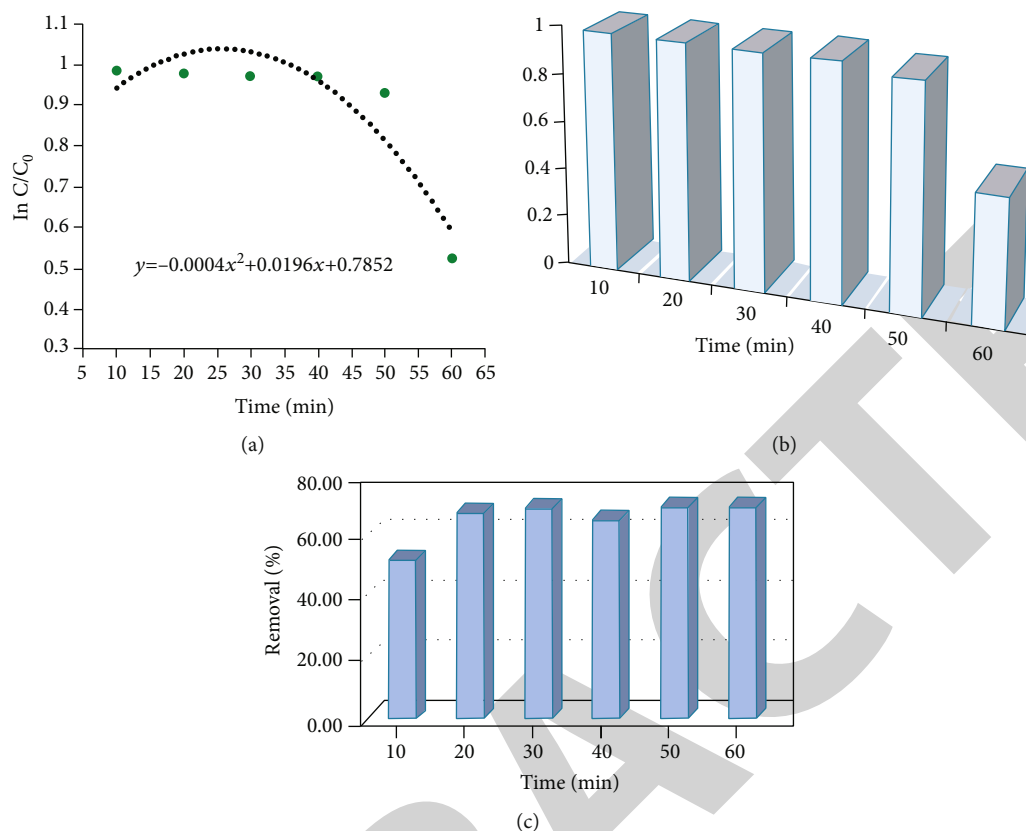 1.1
1
0.9
0.8
0.7
0.6
0.5
0.4
0.3
In C/C0
y=–0.0004x²+0.0196x+0.7852
5 10 15 20 25 30 35 40 45 50 55 60 65
Time (min)
(a)
1
0.8
0.6
0.4
0.2
0
10 20 30 40 50 60
Time (min)
(b)
80.00
60.00
40.00
20.00
0.00
Removal (%)
10 20 30 40 50 60
Time (min)
(c)